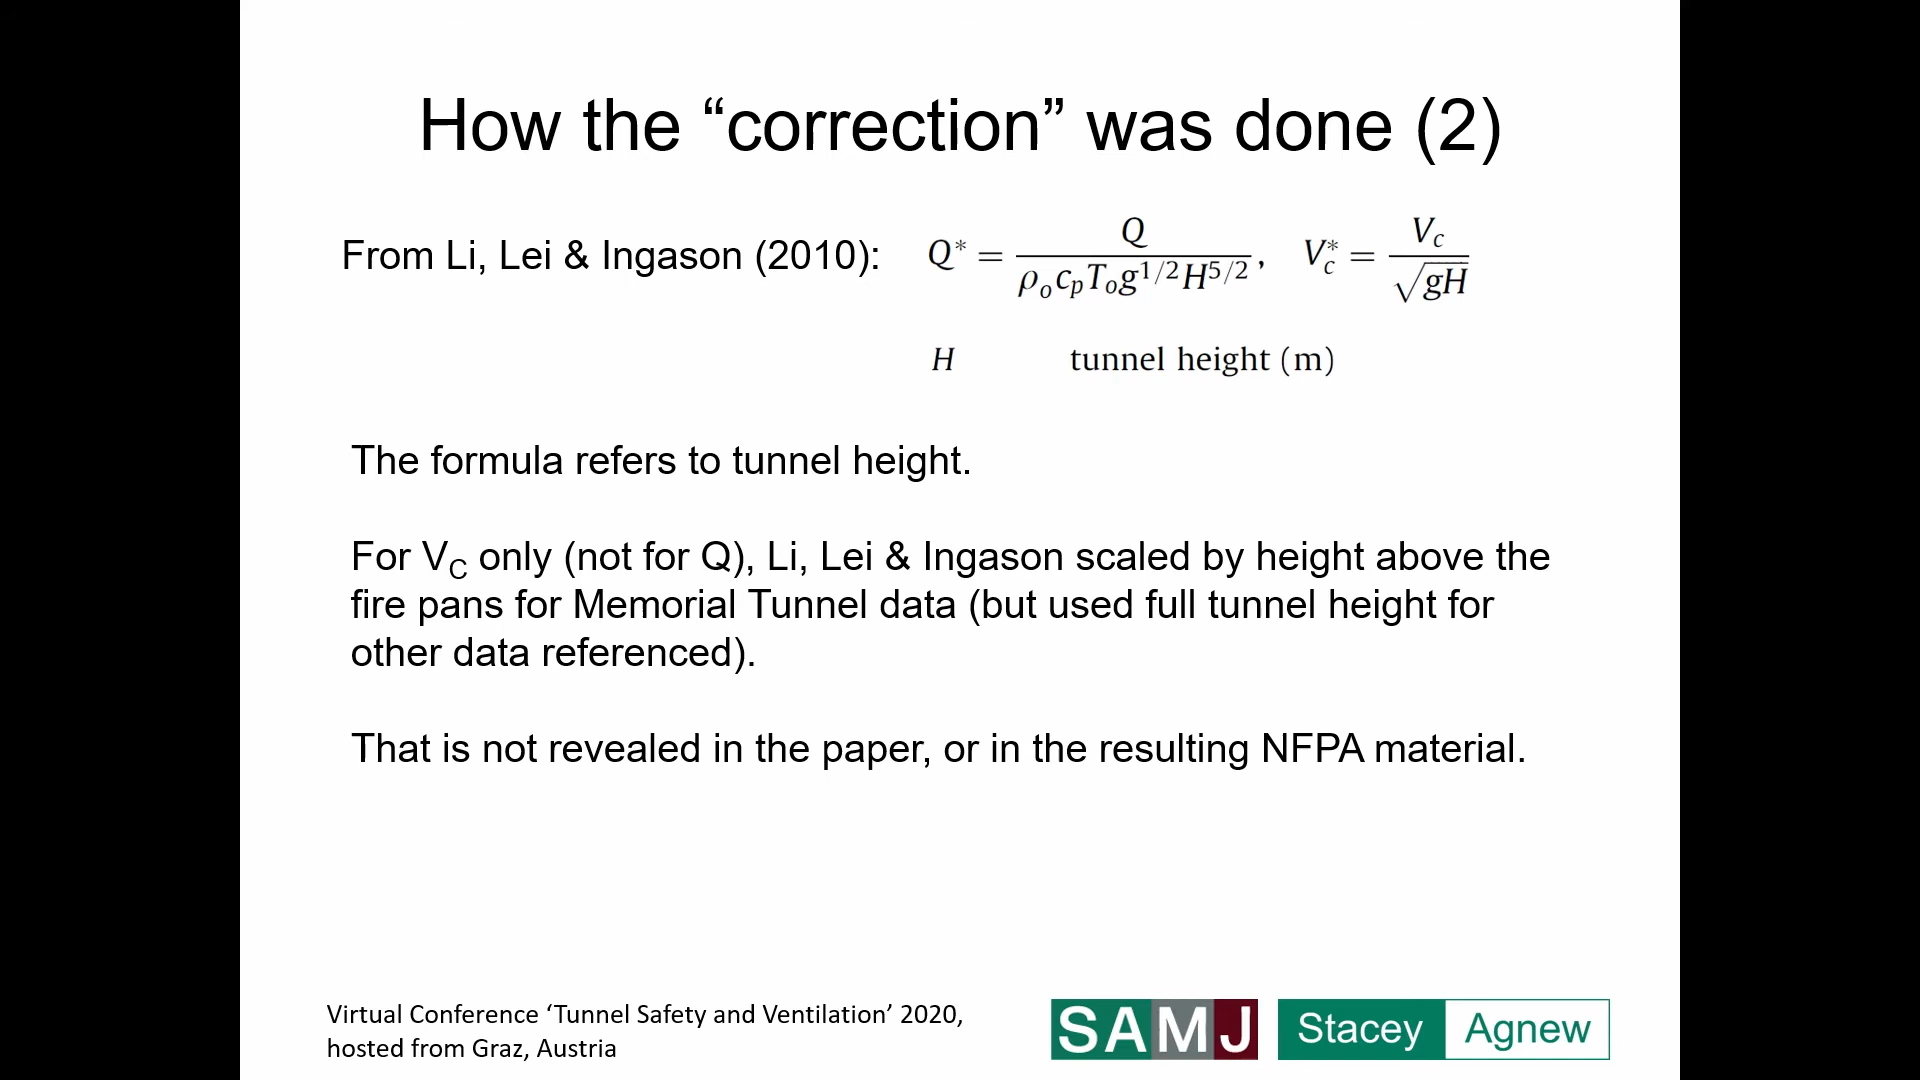 How the “correction” was done (2)
From Li, Lei & Ingason (2010): Q* = Q / (ρₒcₚTₒg^{1/2}H^{5/2}), V*_c = V_c / √(gH)
H tunnel height (m)
The formula refers to tunnel height.
For V_C only (not for Q), Li, Lei & Ingason scaled by height above the
fire pans for Memorial Tunnel data (but used full tunnel height for
other data referenced).
That is not revealed in the paper, or in the resulting NFPA material.
Virtual Conference ‘Tunnel Safety and Ventilation’ 2020,
hosted from Graz, Austria
SAMJ
Stacey Agnew